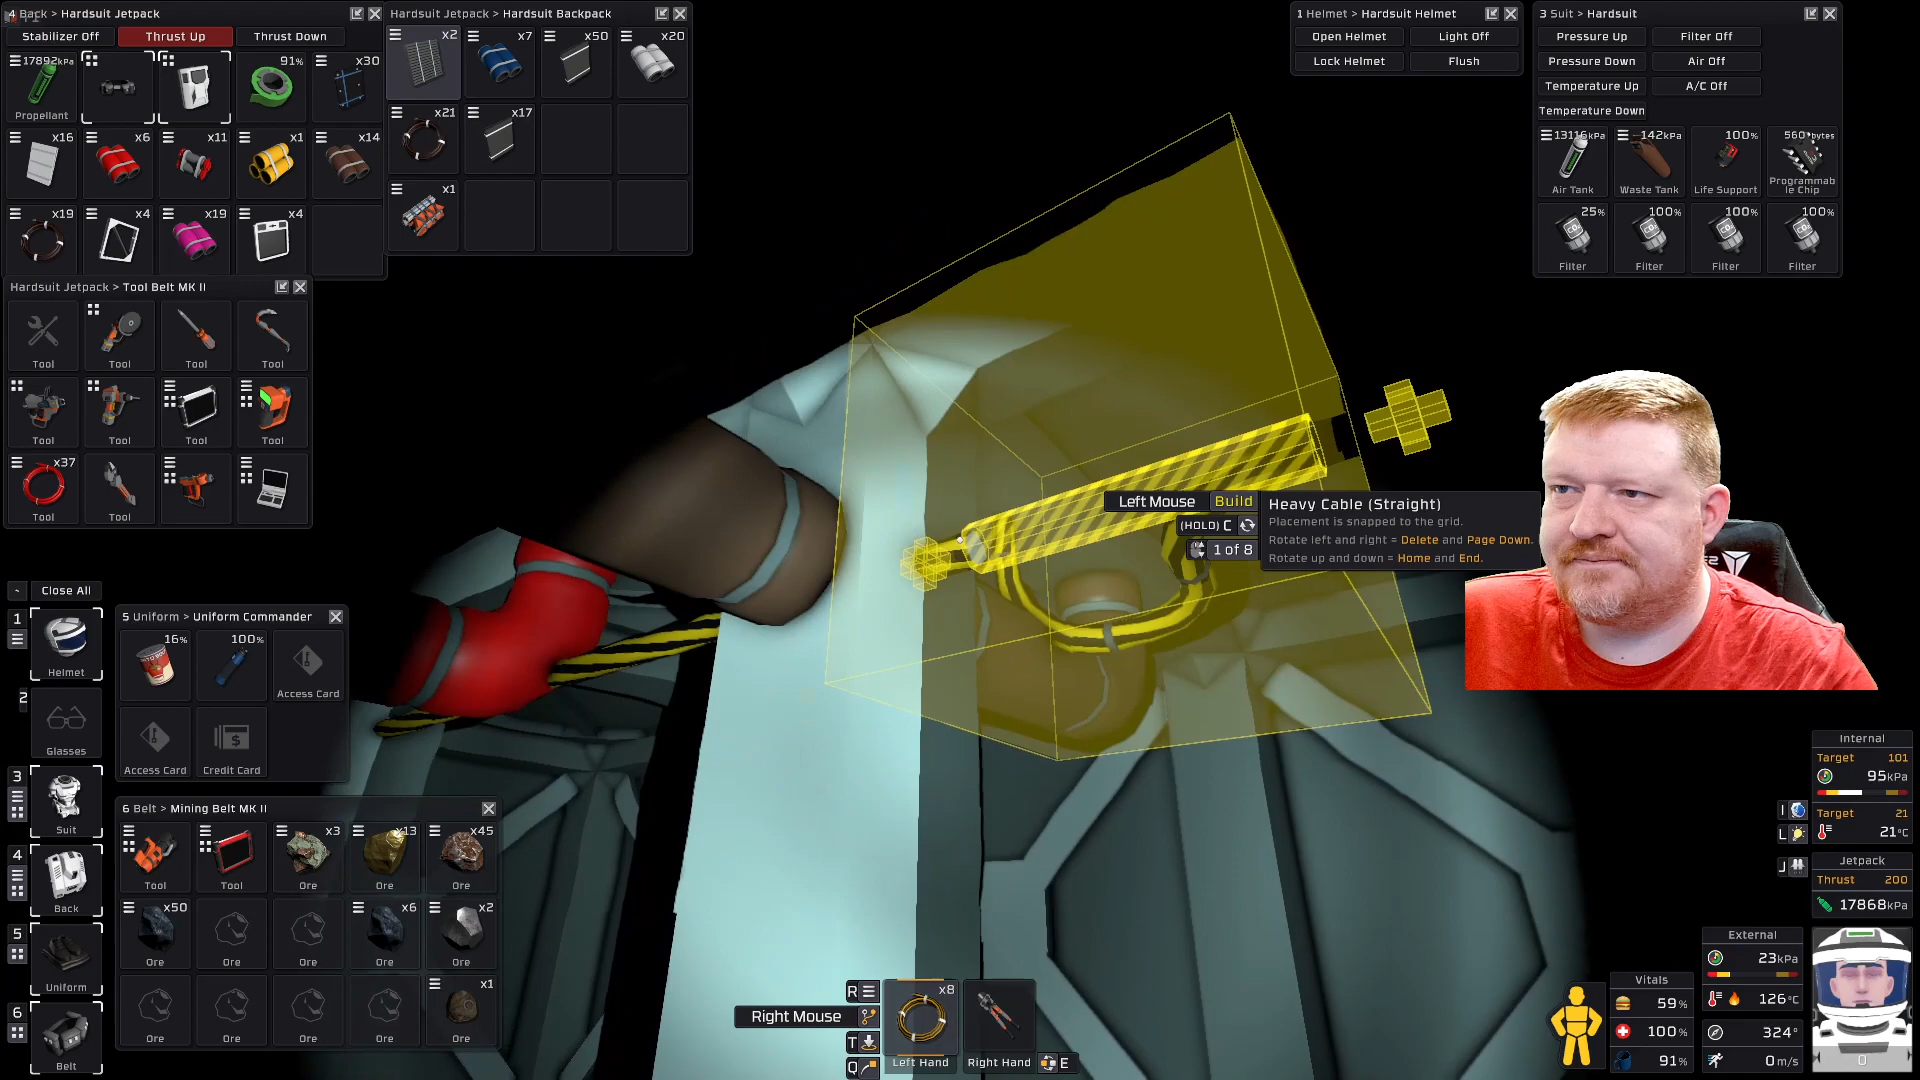 4 Back > Hardsuit Jetpack
Stabilizer Off
Thrust Up
Thrust Down
17892kPa
Propellant
91%
x30
x16
x6
x11
x1
x14
x19
x4
x19
x4
Hardsuit Jetpack > Hardsuit Backpack
x2
x7
x50
x20
x21
x17
x1
Hardsuit Jetpack > Tool Belt MK II
Tool
Tool
Tool
Tool
Tool
Tool
Tool
Tool
x37
Tool
Tool
Tool
Tool
1 Helmet > Hardsuit Helmet
Open Helmet
Light Off
Lock Helmet
Flush
3 Suit > Hardsuit
Pressure Up
Filter Off
Pressure Down
Air Off
Temperature Up
A/C Off
Temperature Down
13116kPa
Air Tank
142kPa
Waste Tank
100%
Life Support
560 bytes
Programmab
le Chip
25%
Filter
100%
Filter
100%
Filter
100%
Filter
Left Mouse
Build
(HOLD) C
1 of 8
Heavy Cable (Straight)
Placement is snapped to the grid.
Rotate left and right = Delete and Page Down.
Rotate up and down = Home and End.
~
Close All
1
Helmet
2
Glasses
3
Suit
4
Back
5
Uniform
6
Belt
5 Uniform > Uniform Commander
16%
100%
Access Card
Access Card
Credit Card
6 Belt > Mining Belt MK II
Tool
Tool
x3
Ore
x13
Ore
x45
Ore
x50
Ore
Ore
Ore
x6
Ore
x2
Ore
Ore
Ore
Ore
Ore
x1
Ore
Right Mouse
R
T
Q
x8
Left Hand
Right Hand
E
Internal
Target 101
95kPa
Target 21
21°C
I
L
J
Jetpack
Thrust 200
17868kPa
External
23kPa
126°C
324°
0m/s
Vitals
59%
100%
91%
0